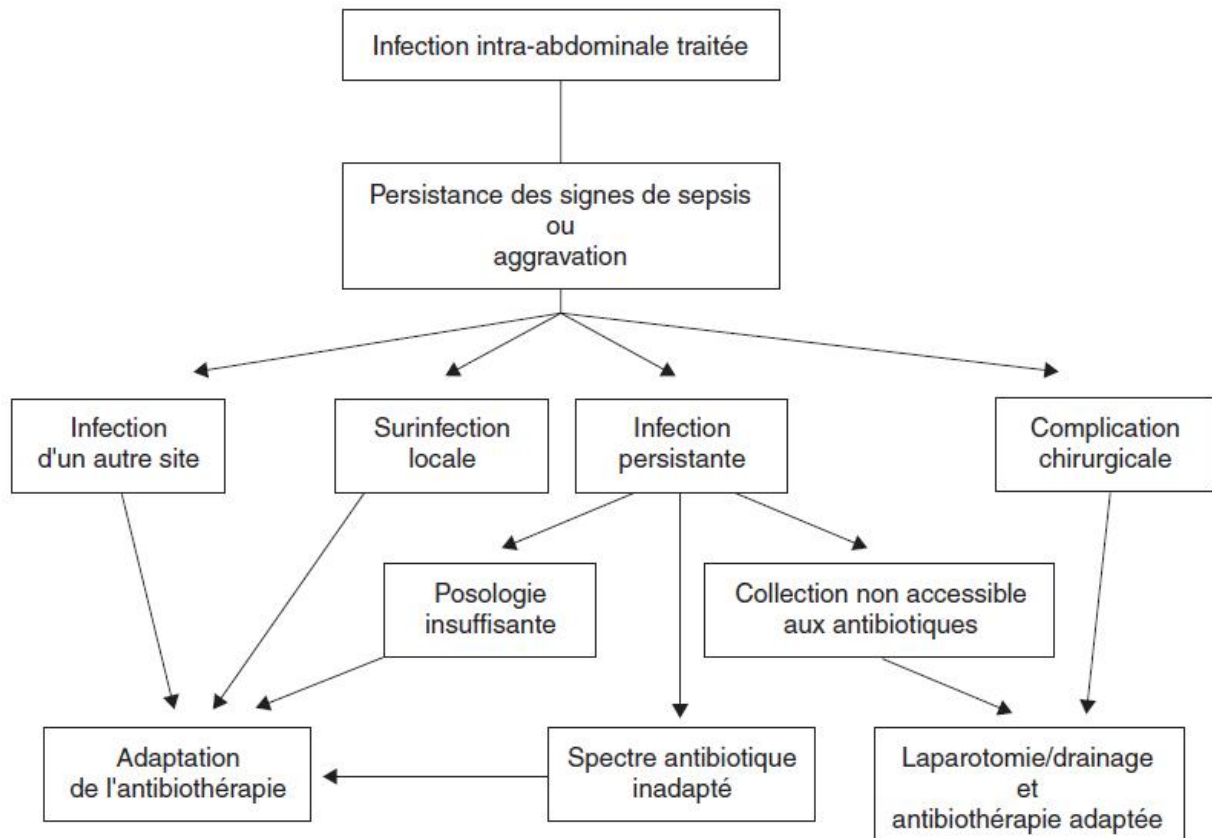 Infection intra-abdominale traitée
Persistance des signes de sepsis
ou
aggravation
Infection
d'un autre site
Surinfection
locale
Infection
persistante
Complication
chirurgicale
Posologie
insuffisante
Collection non accessible
aux antibiotiques
Adaptation
de l'antibiothérapie
Spectre antibiotique
inadapté
Laparotomie/drainage
et
antibiothérapie adaptée